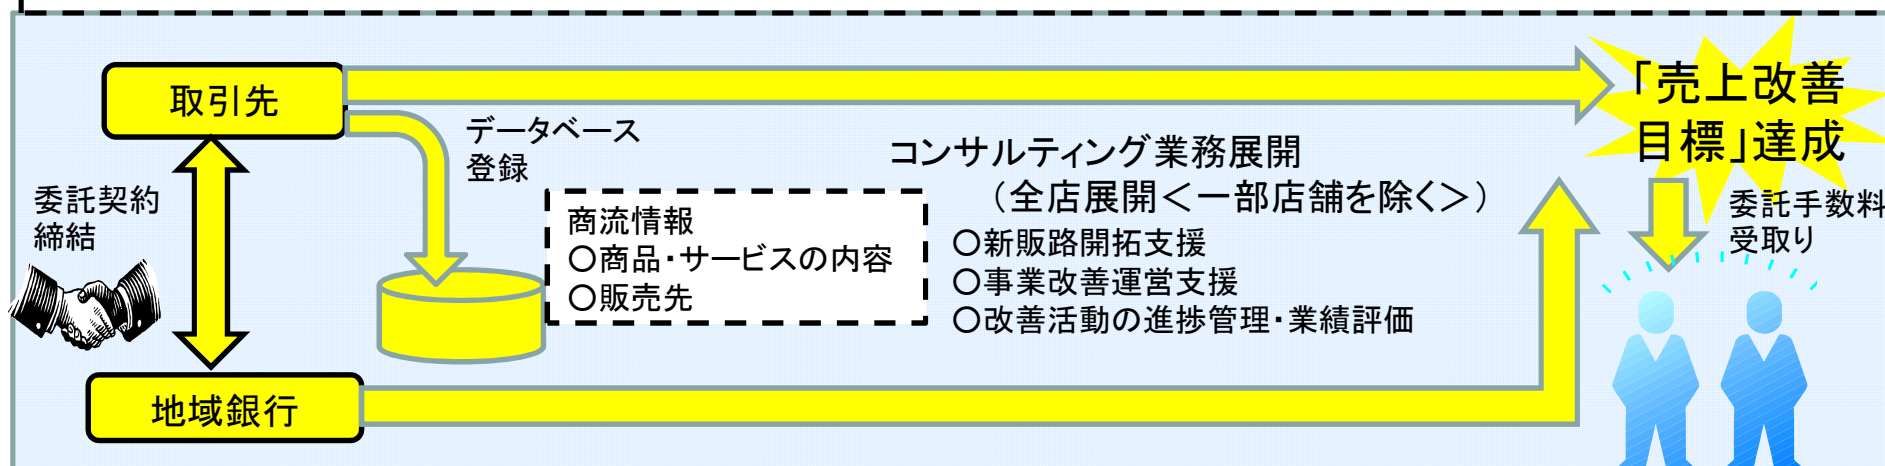 取引先
データベース
登録
委託契約
締結
商流情報
○商品・サービスの内容
○販売先
コンサルティング業務展開
（全店展開＜一部店舗を除く＞）
○新販路開拓支援
○事業改善運営支援
○改善活動の進捗管理・業績評価
「売上改善
目標」達成
委託手数料
受取り
地域銀行